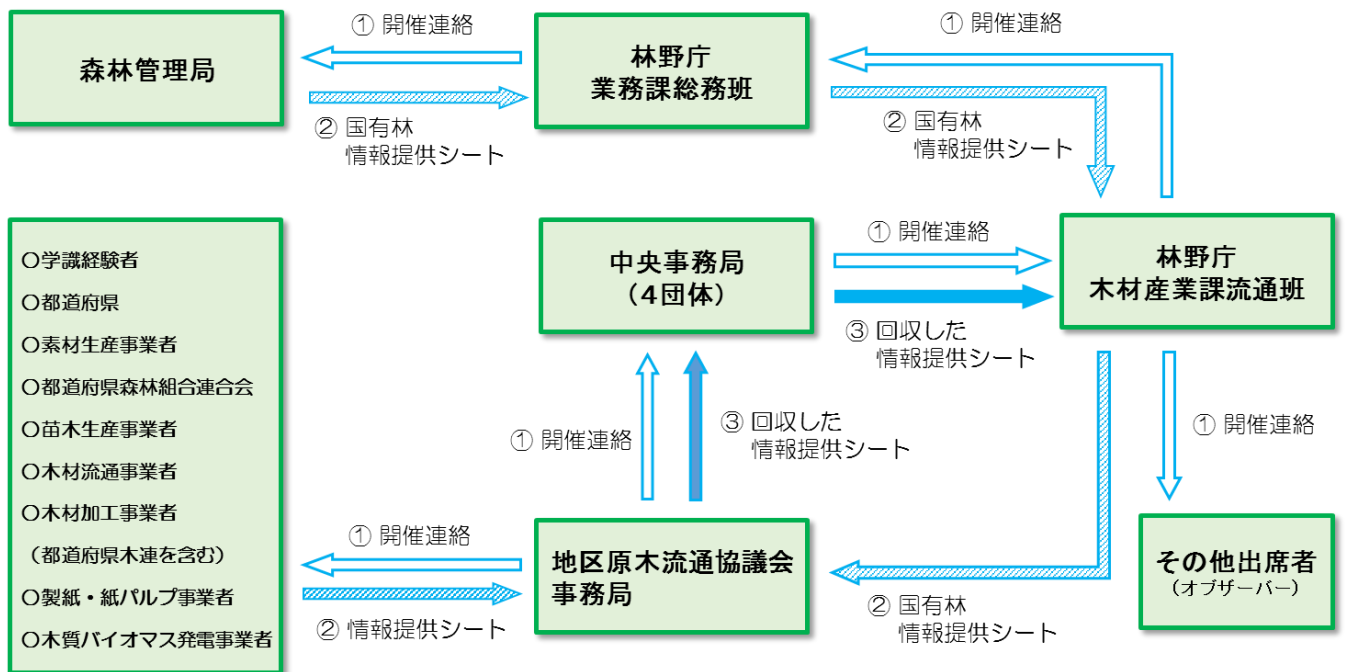 ① 開催連絡
① 開催連絡
森林管理局
林野庁
業務課総務班
② 国有林
情報提供シート
② 国有林
情報提供シート
〇学識経験者
〇都道府県
〇素材生産事業者
〇都道府県森林組合連合会
〇苗木生産事業者
〇木材流通事業者
〇木材加工事業者
（都道府県木連を含む）
〇製紙・紙パルプ事業者
〇木質バイオマス発電事業者
中央事務局
（4団体）
① 開催連絡
③ 回収した
情報提供シート
林野庁
木材産業課流通班
① 開催連絡
③ 回収した
情報提供シート
① 開催連絡
① 開催連絡
② 情報提供シート
地区原木流通協議会
事務局
② 国有林
情報提供シート
その他出席者
（オブザーバー）